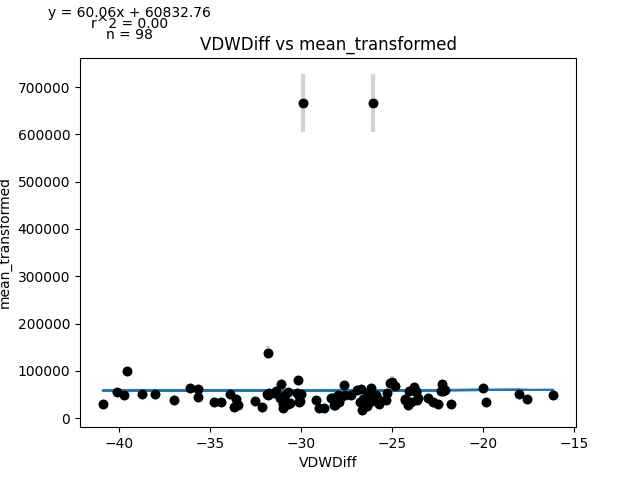 y = 60.06x + 60832.76
r^2 = 0.00
n = 98
VDWDiff vs mean_transformed
700000
600000
500000
400000
300000
200000
100000
0
mean_transformed
−40
−35
−30
−25
−20
−15
VDWDiff